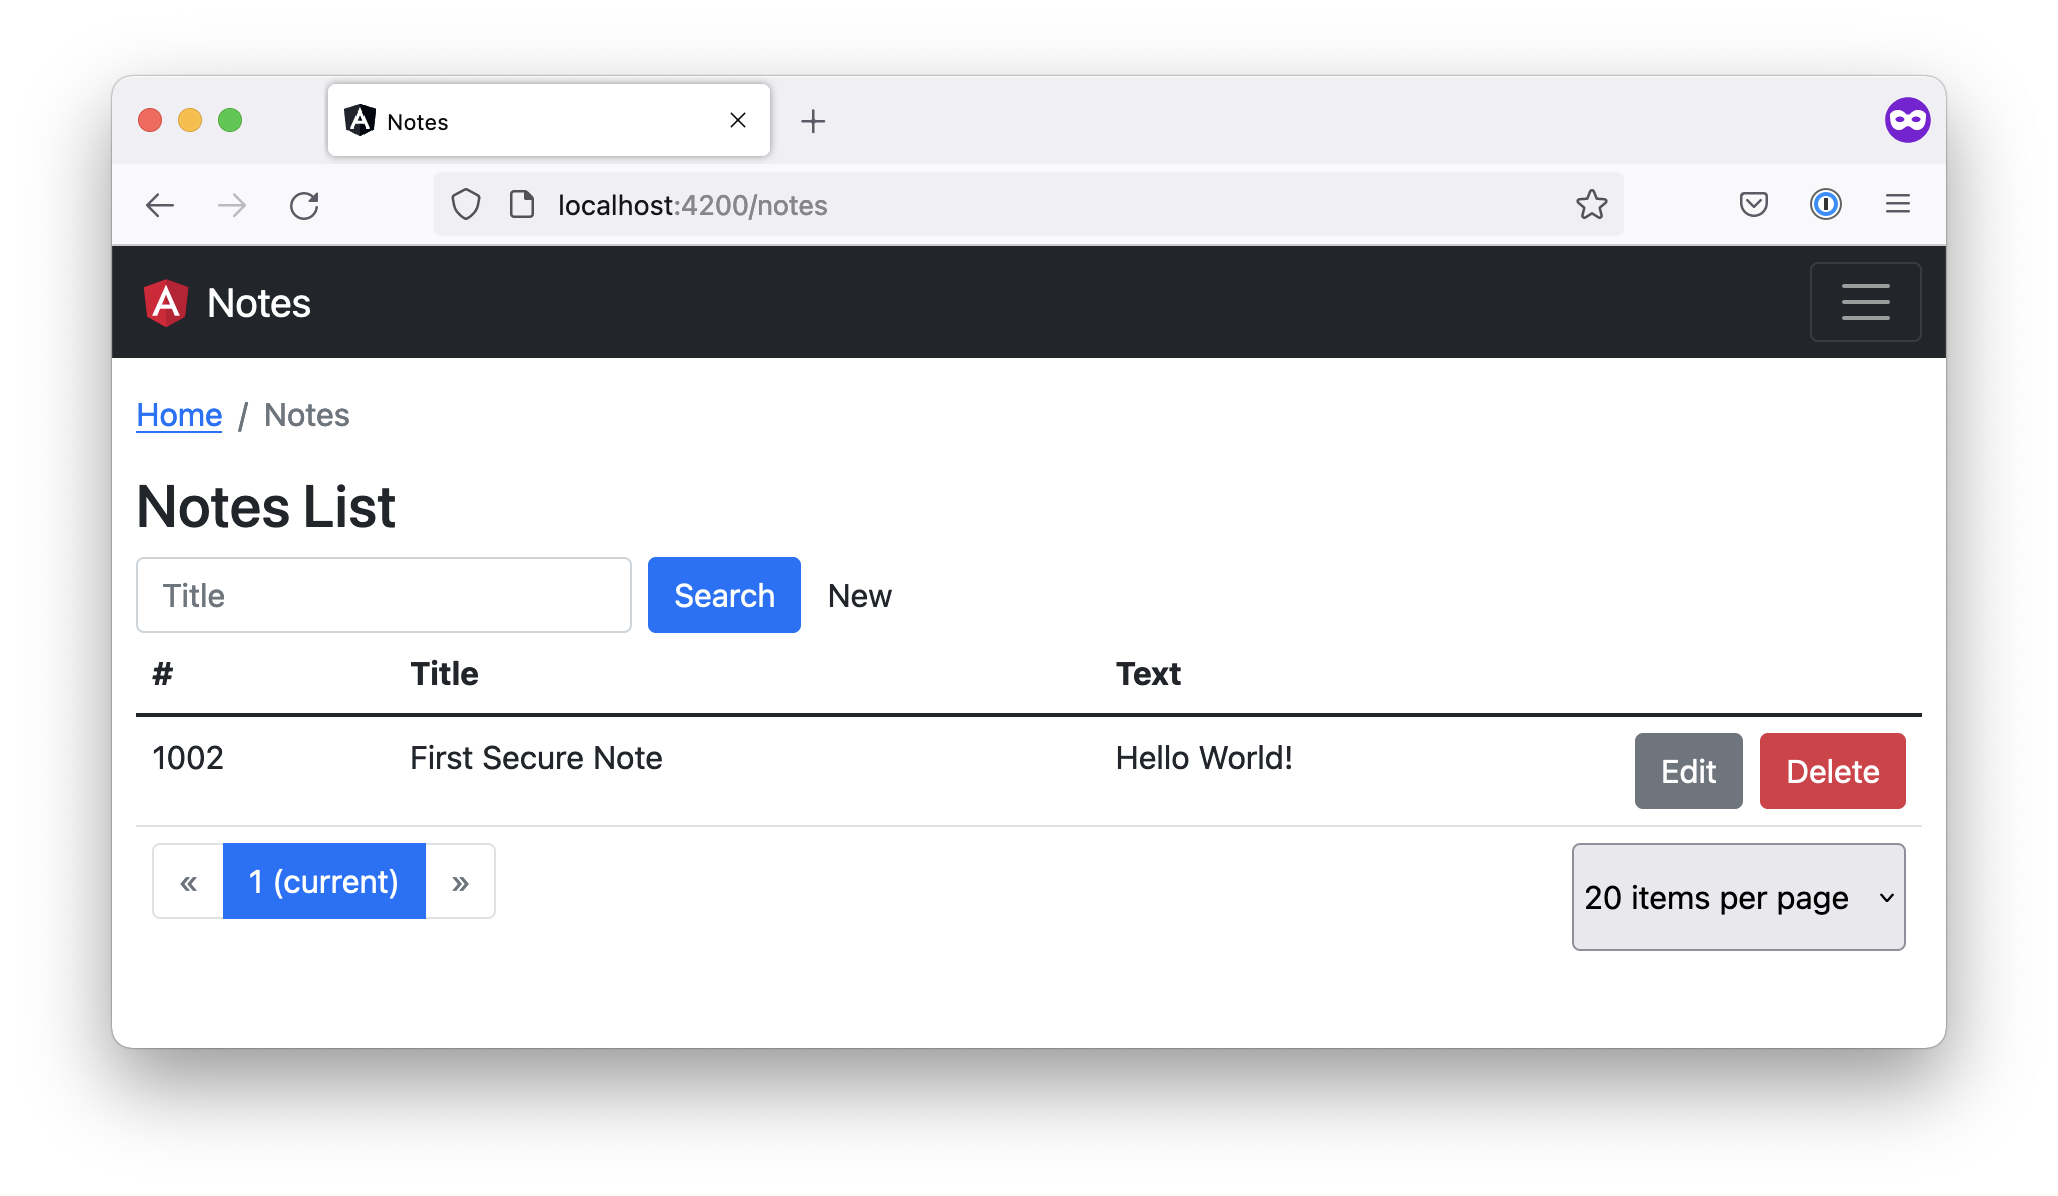 Notes
localhost:4200/notes
Notes
Home / Notes
Notes List
Title Search New
# Title Text
1002 First Secure Note Hello World! Edit Delete
« 1 (current) » 20 items per page